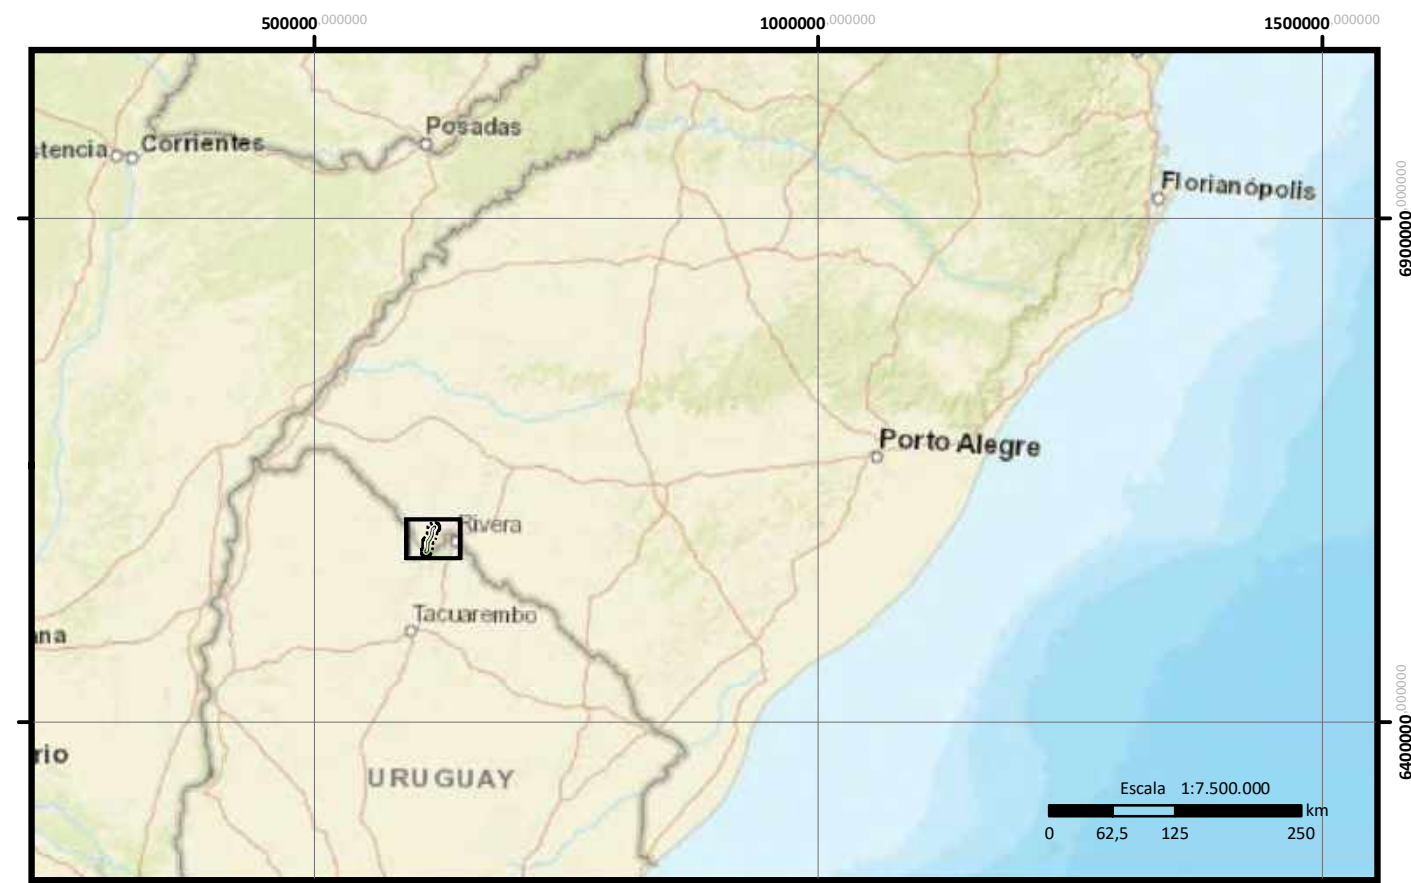 500000,000000
1000000,000000
1500000,000000
Posadas
stencia
Corrientes
Florianópolis
6900000,000000
Porto Alegre
Rivera
Tacuarembo
ana
6400000,000000
rio
URUGUAY
Escala 1:7.500.000
km
0 62,5 125 250